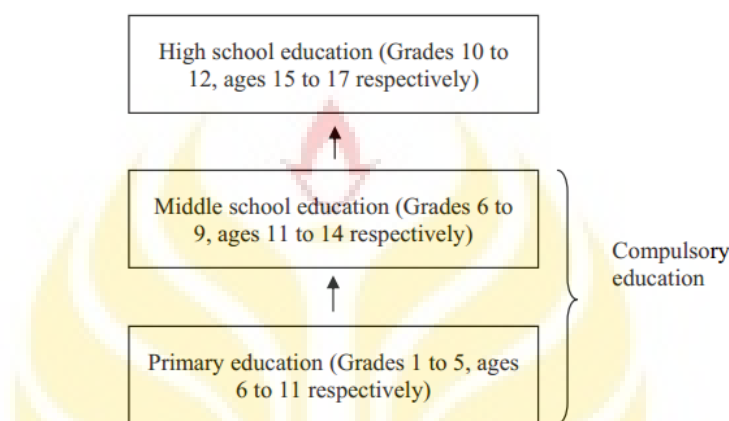 High school education (Grades 10 to
12, ages 15 to 17 respectively)
Middle school education (Grades 6 to
9, ages 11 to 14 respectively)
Compulsory
education
Primary education (Grades 1 to 5, ages
6 to 11 respectively)